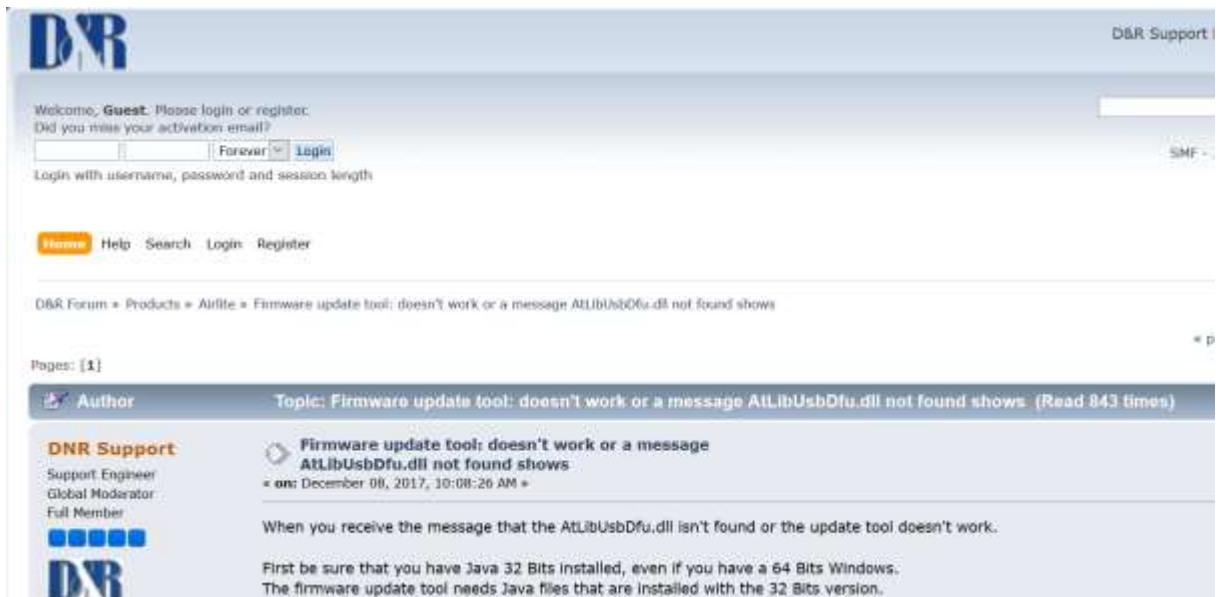 D&R
D&R Support
Welcome, Guest. Please login or register.
Did you miss your activation email?
Forever Login
SMF -
Login with username, password and session length
Home Help Search Login Register
D&R Forum » Products » Airlite » Firmware update tool: doesn't work or a message AtLibUsbDfu.dll not found shows
« p
Pages: [1]
Author Topic: Firmware update tool: doesn't work or a message AtLibUsbDfu.dll not found shows (Read 843 times)
DNR Support
Support Engineer
Global Moderator
Full Member
D&R
Firmware update tool: doesn't work or a message
AtLibUsbDfu.dll not found shows
« on: December 08, 2017, 10:08:26 AM »
When you receive the message that the AtLibUsbDfu.dll isn't found or the update tool doesn't work.
First be sure that you have Java 32 Bits installed, even if you have a 64 Bits Windows.
The firmware update tool needs Java files that are installed with the 32 Bits version.